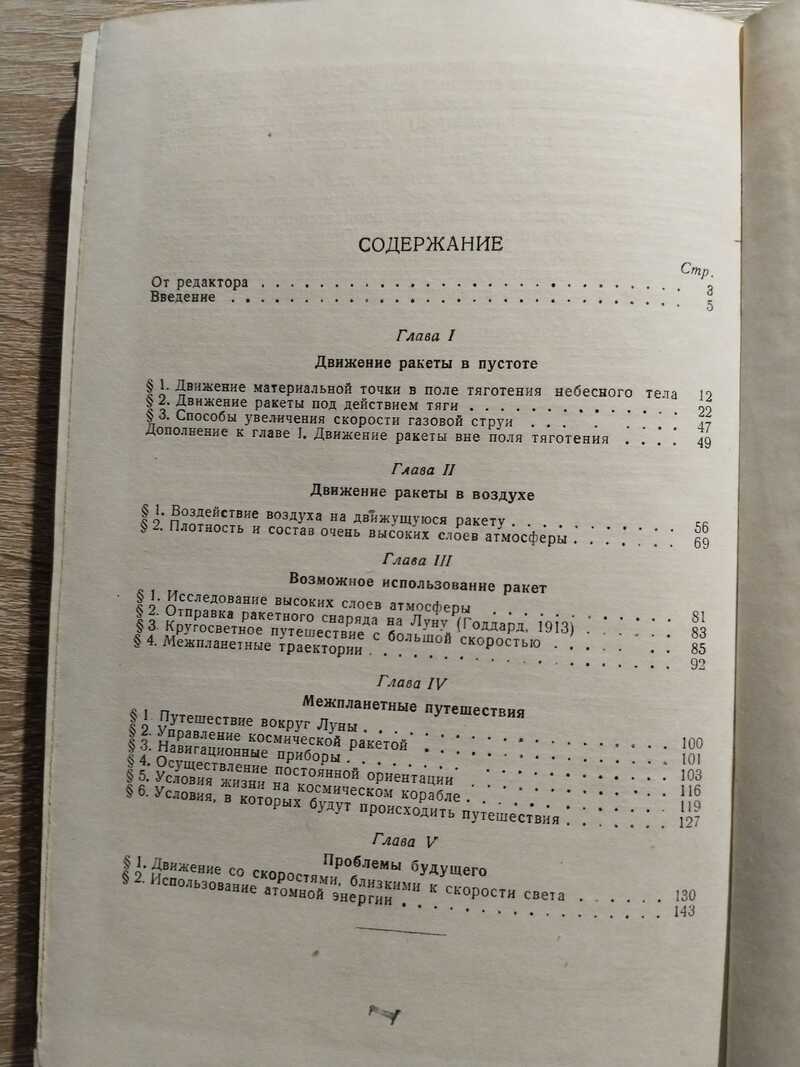 СОДЕРЖАНИЕ
Стр.
От редактора . . . . . . . . . . . . . . . . . . . . . . . . . 3
Введение . . . . . . . . . . . . . . . . . . . . . . . . . . 5
Глава I
Движение ракеты в пустоте
§ 1. Движение материальной точки в поле тяготения небесного тела 12
§ 2. Движение ракеты под действием тяги . . . . . . . . . . . . 22
§ 3. Способы увеличения скорости газовой струи . . . . . . . . 47
Дополнение к главе I. Движение ракеты вне поля тяготения . . . . 49
Глава II
Движение ракеты в воздухе
§ 1. Воздействие воздуха на движущуюся ракету . . . . . . . . . . 56
§ 2. Плотность и состав очень высоких слоев атмосферы . . . . . . . 69
Глава III
Возможное использование ракет
§ 1. Исследование высоких слоев атмосферы . . . . . . . . . . . 81
§ 2. Отправка ракетного снаряда на Луну (Годдард, 1913) . . . . . . 83
§ 3. Кругосветное путешествие с большой скоростью . . . . . . . 85
§ 4. Межпланетные траектории . . . . . . . . . . . . . . . . . . 92
Глава IV
Межпланетные путешествия
§ 1 Путешествие вокруг Луны . . . . . . . . . . . . . . . . . . 100
§ 2. Управление космической ракетой . . . . . . . . . . . . . . . 101
§ 3. Навигационные приборы . . . . . . . . . . . . . . . . . . . 103
§ 4. Осуществление постоянной ориентации . . . . . . . . . . . . 116
§ 5. Условия жизни на космическом корабле . . . . . . . . . . . . 119
§ 6. Условия, в которых будут происходить путешествия . . . . . . . 127
Глава V
Проблемы будущего
§ 1. Движение со скоростями, близкими к скорости света . . . . . . 130
§ 2. Использование атомной энергии . . . . . . . . . . . . . . . 143